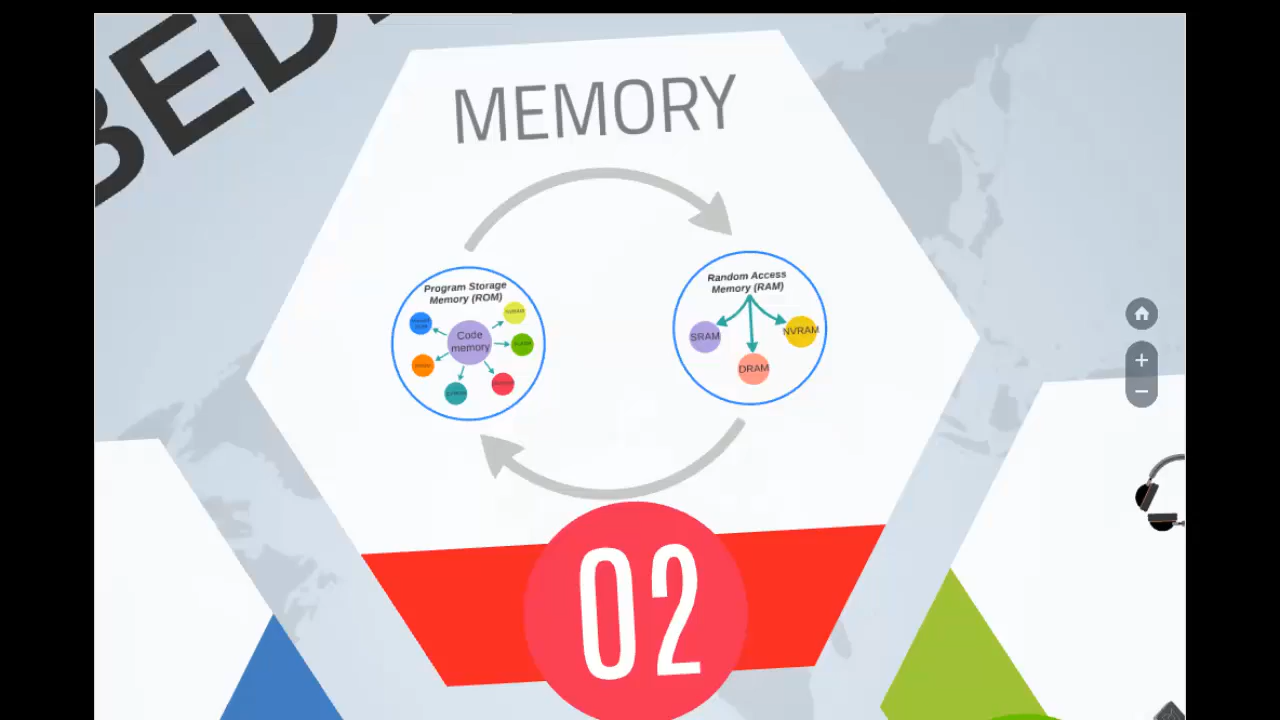 BED
MEMORY
Program Storage
Memory (ROM)
Code
memory
Random Access
Memory (RAM)
SRAM
NVRAM
DRAM
02